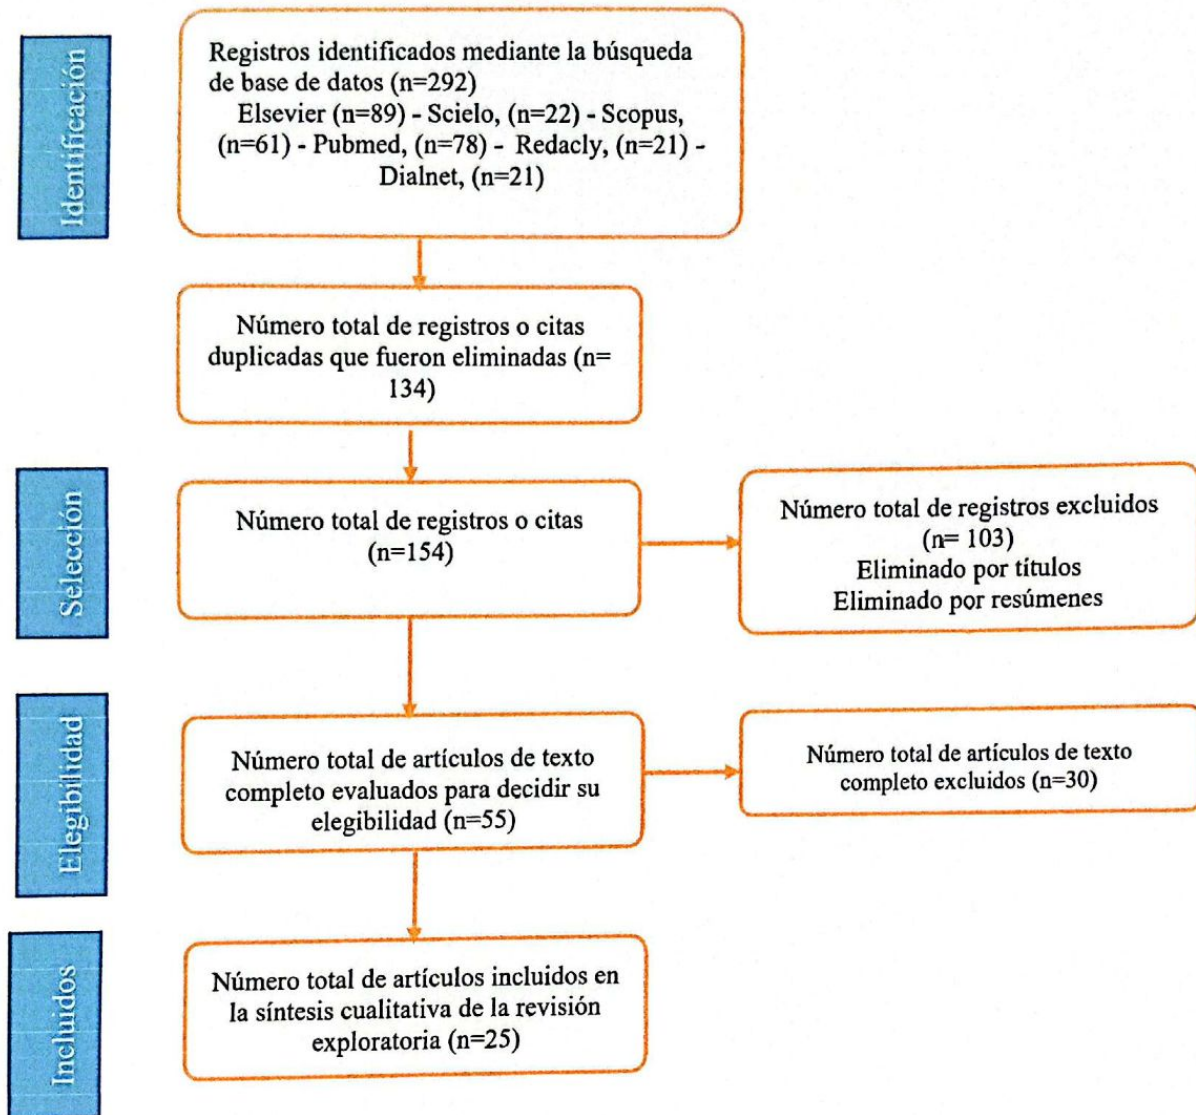 Identificación
Registros identificados mediante la búsqueda
de base de datos (n=292)
Elsevier (n=89) - Scielo, (n=22) - Scopus,
(n=61) - Pubmed, (n=78) - Redacly, (n=21) -
Dialnet, (n=21)
Número total de registros o citas
duplicadas que fueron eliminadas (n=
134)
Selección
Número total de registros o citas
(n=154)
Número total de registros excluidos
(n= 103)
Eliminado por títulos
Eliminado por resúmenes
Elegibilidad
Número total de artículos de texto
completo evaluados para decidir su
elegibilidad (n=55)
Número total de artículos de texto
completo excluidos (n=30)
Incluidos
Número total de artículos incluidos en
la síntesis cualitativa de la revisión
exploratoria (n=25)